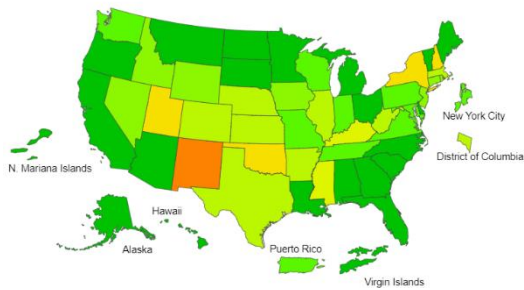 New York City
District of Columbia
N. Mariana Islands
Hawaii
Alaska
Puerto Rico
Virgin Islands